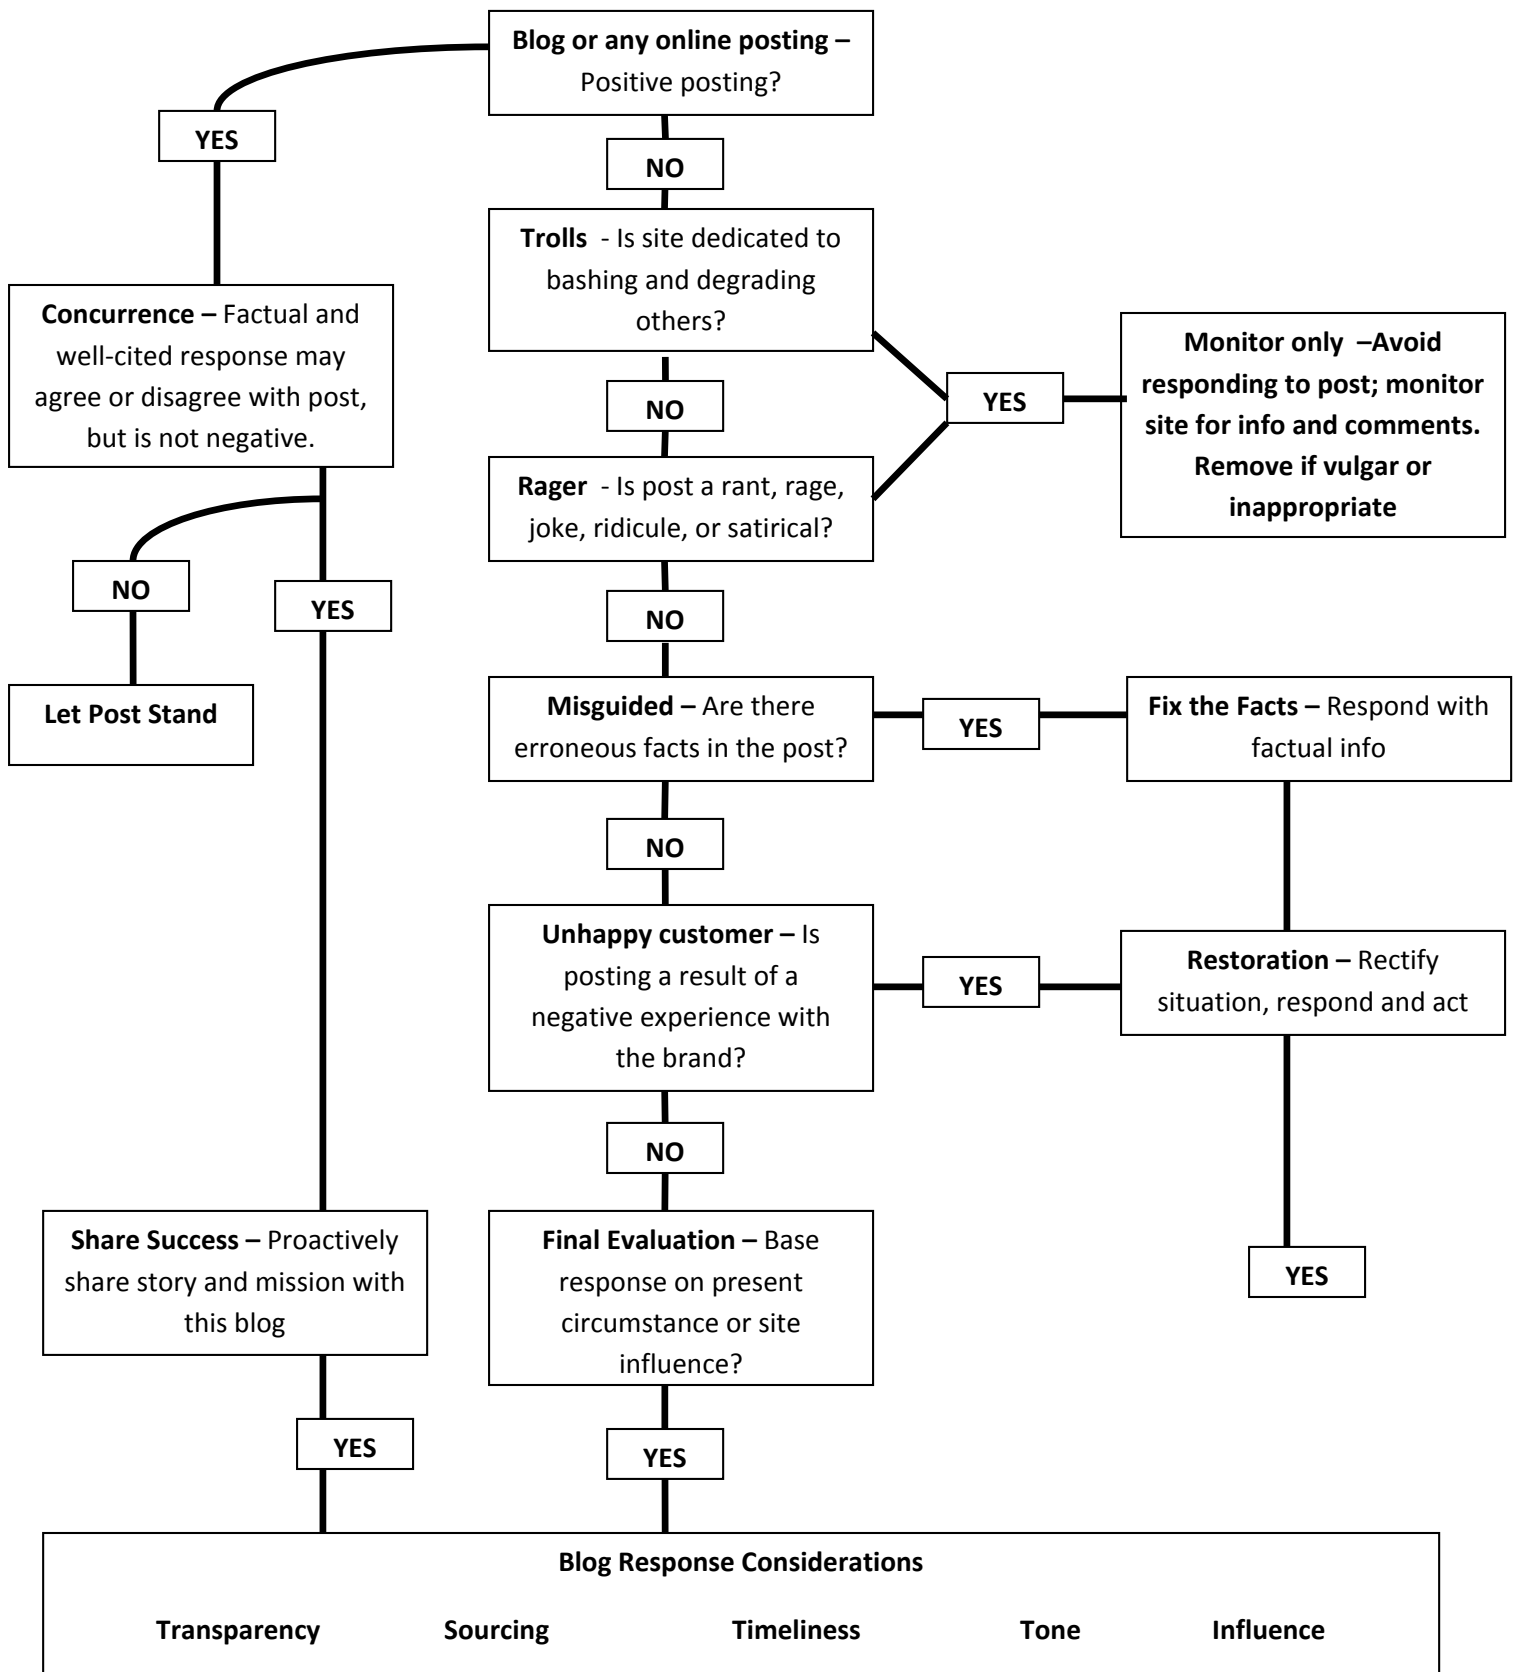 Blog or any online posting –
Positive posting?
YES
NO
Trolls - Is site dedicated to
bashing and degrading
others?
Concurrence – Factual and
well-cited response may
agree or disagree with post,
but is not negative.
Monitor only –Avoid
responding to post; monitor
site for info and comments.
Remove if vulgar or
inappropriate
YES
NO
Rager - Is post a rant, rage,
joke, ridicule, or satirical?
NO
YES
NO
Let Post Stand
Misguided – Are there
erroneous facts in the post?
YES
Fix the Facts – Respond with
factual info
NO
Unhappy customer – Is
posting a result of a
negative experience with
the brand?
YES
Restoration – Rectify
situation, respond and act
NO
Share Success – Proactively
share story and mission with
this blog
Final Evaluation – Base
response on present
circumstance or site
influence?
YES
YES
YES
Blog Response Considerations
Transparency Sourcing Timeliness Tone Influence